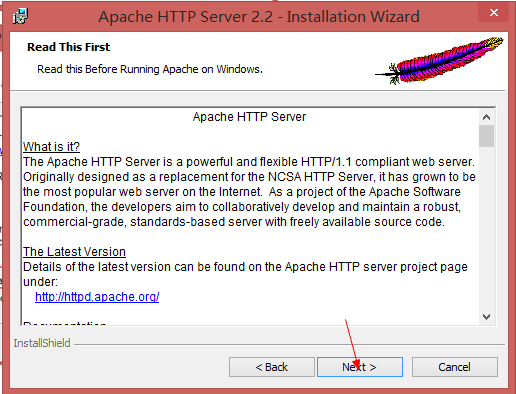 Apache HTTP Server 2.2 - Installation Wizard
Read This First
Read this Before Running Apache on Windows.
Apache HTTP Server
What is it?
The Apache HTTP Server is a powerful and flexible HTTP/1.1 compliant web server.
Originally designed as a replacement for the NCSA HTTP Server, it has grown to be
the most popular web server on the Internet. As a project of the Apache Software
Foundation, the developers aim to collaboratively develop and maintain a robust,
commercial-grade, standards-based server with freely available source code.
The Latest Version
Details of the latest version can be found on the Apache HTTP server project page
under:
http://httpd.apache.org/
Documentation
InstallShield
< Back
Next >
Cancel